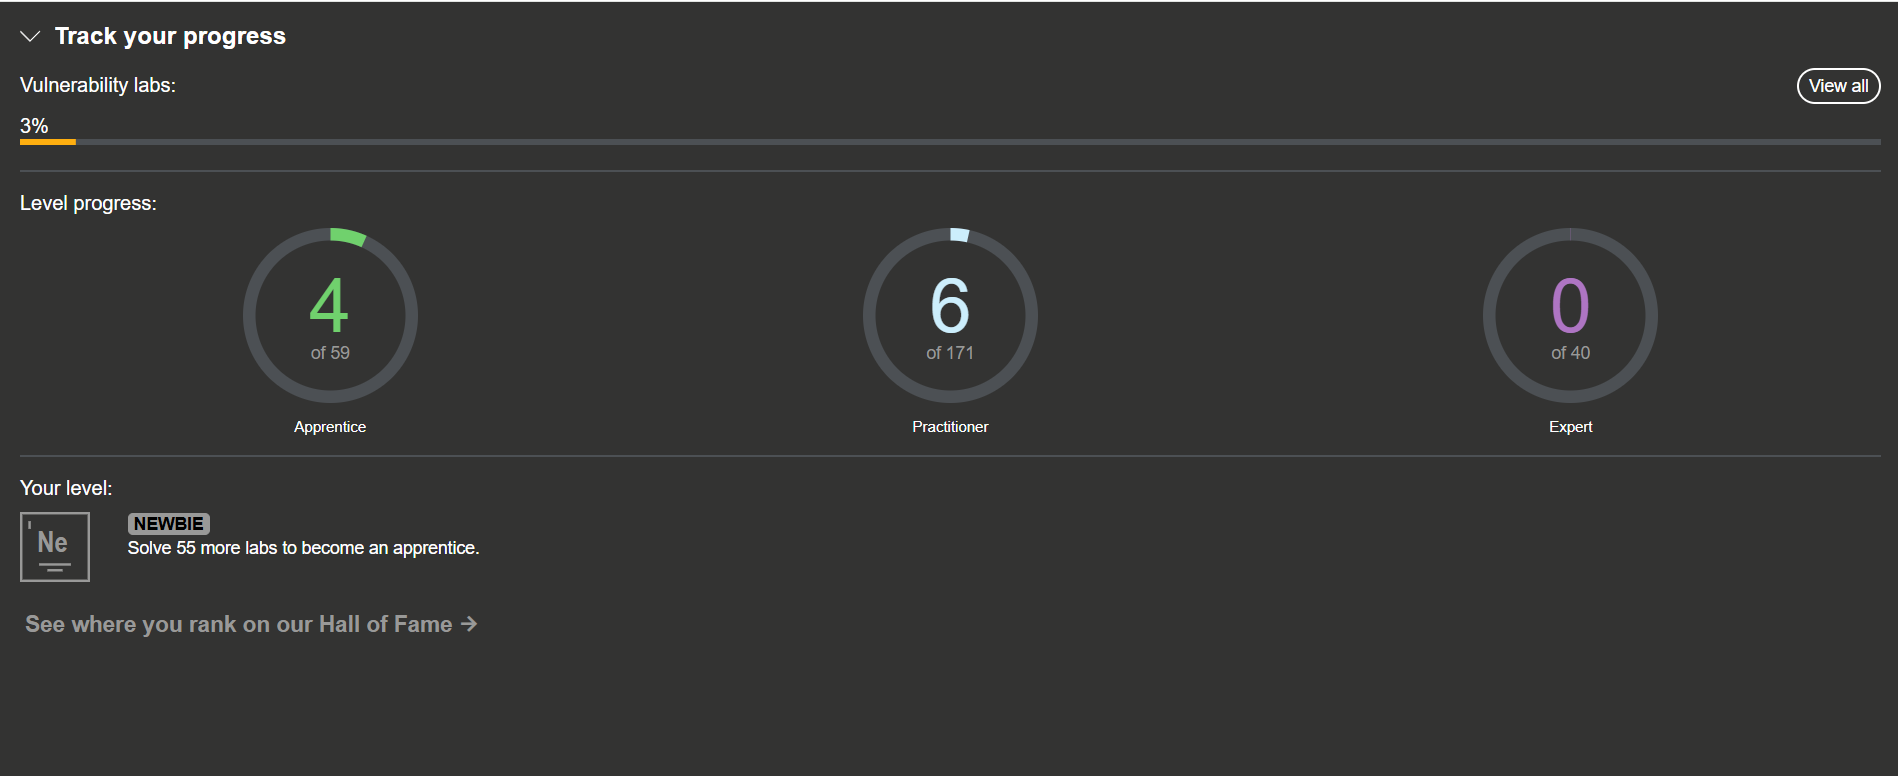 Track your progress
Vulnerability labs:
View all
3%
Level progress:
4
of 59
Apprentice
6
of 171
Practitioner
0
of 40
Expert
Your level:
Ne
NEWBIE
Solve 55 more labs to become an apprentice.
See where you rank on our Hall of Fame →